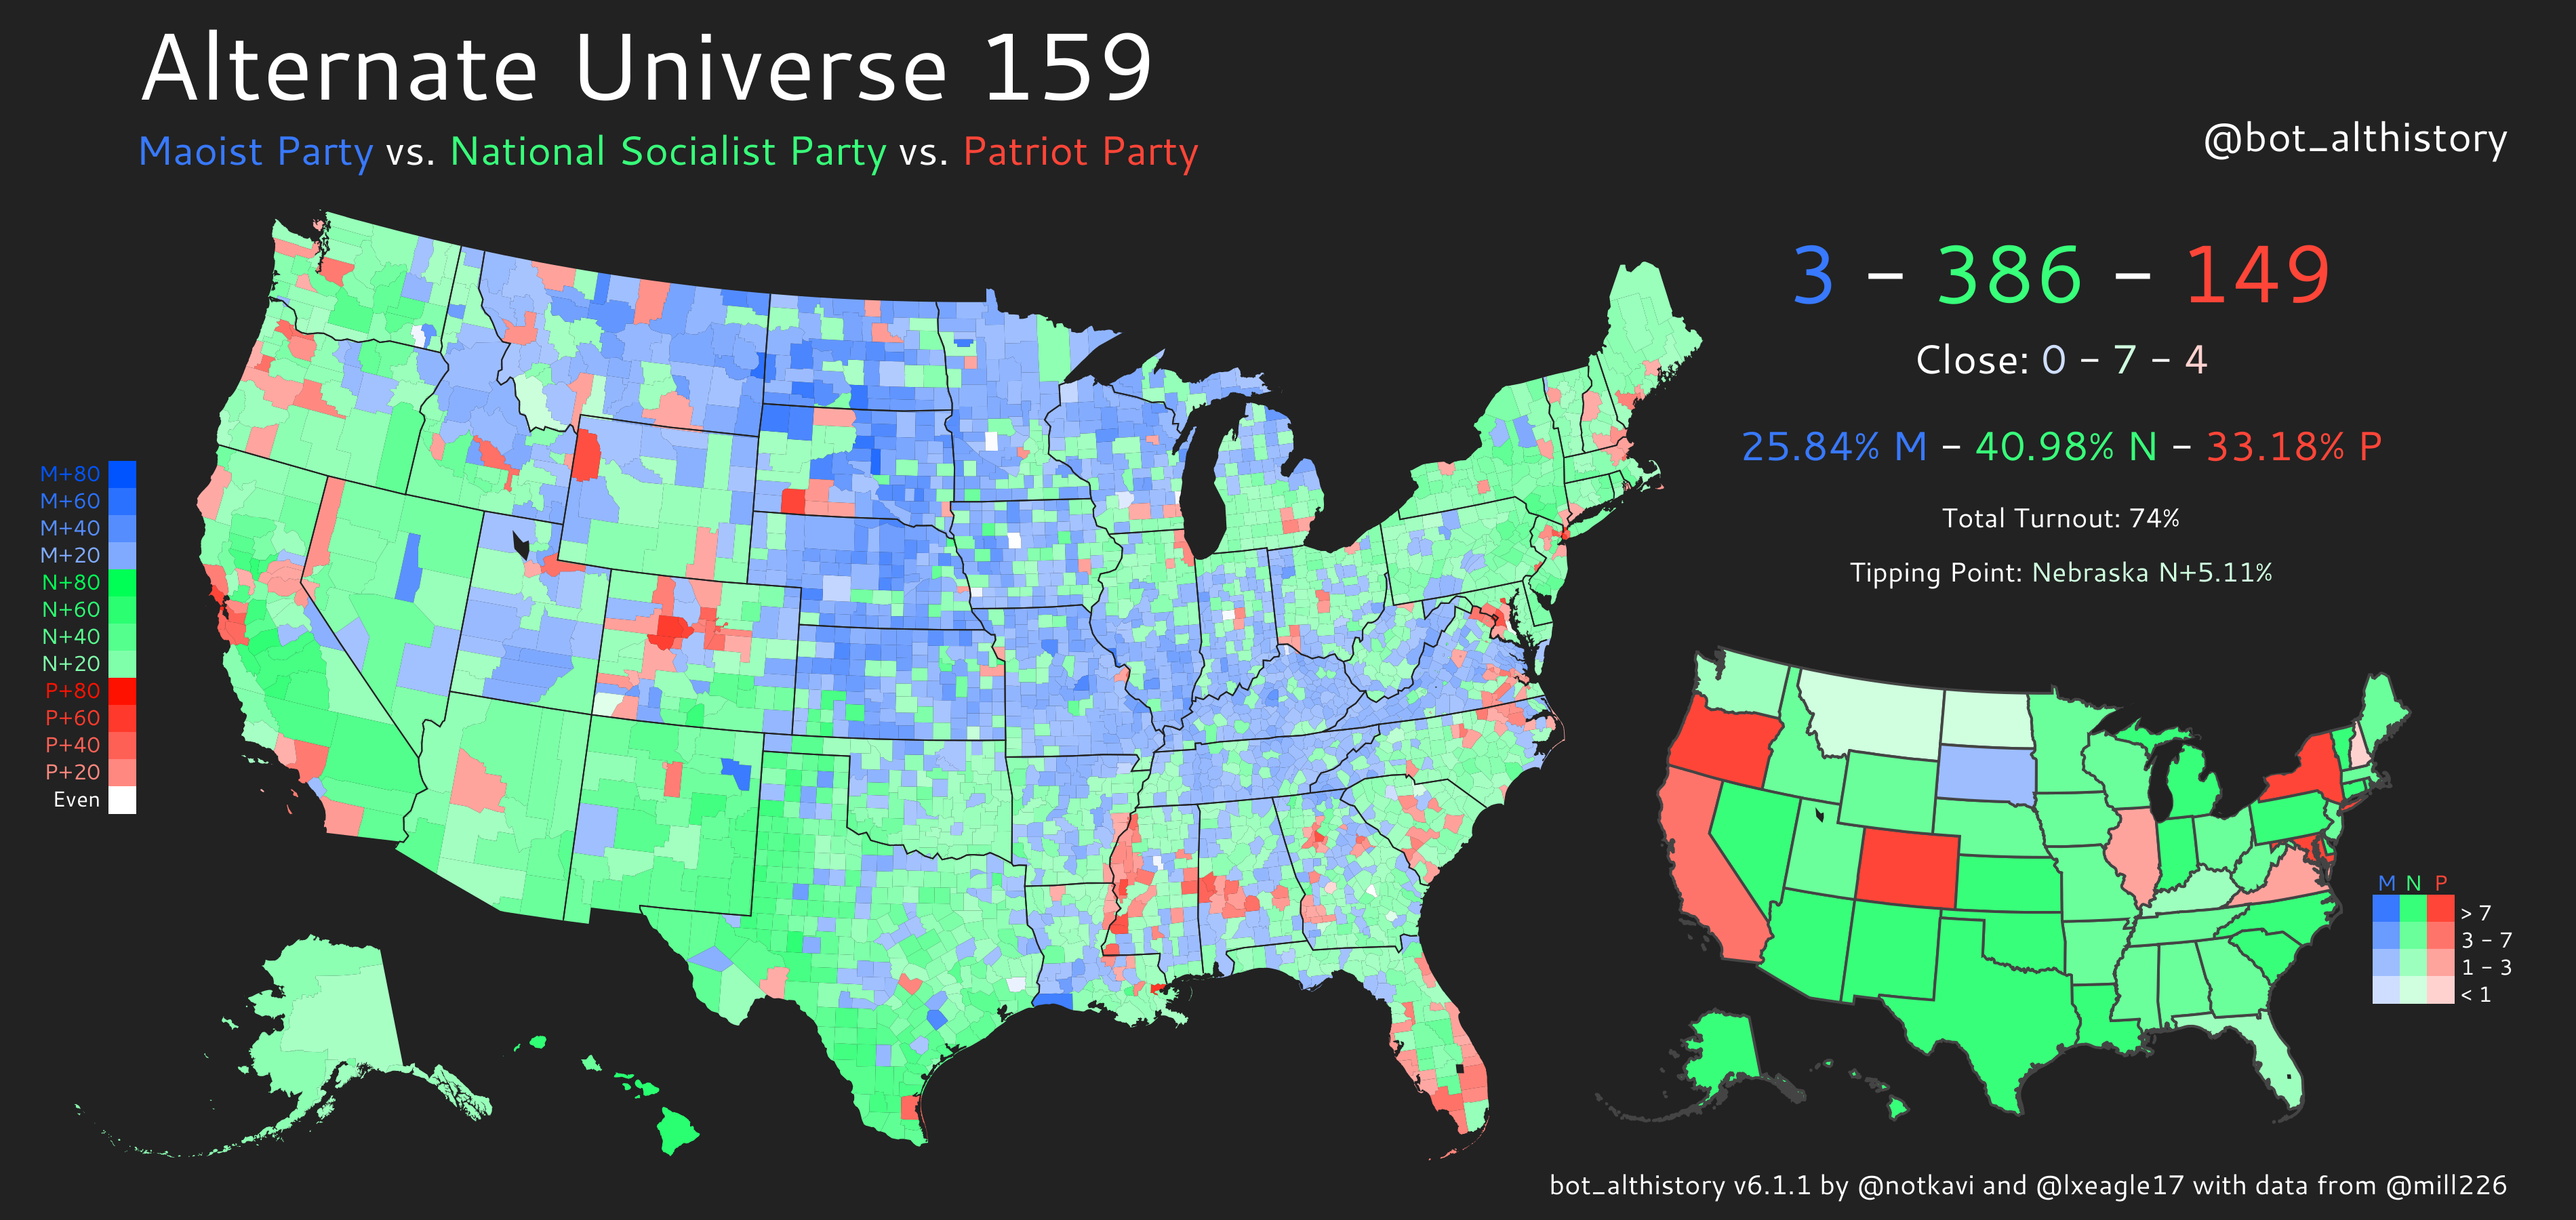 Alternate Universe 159
Maoist Party vs. National Socialist Party vs. Patriot Party
@bot_althistory
3 – 386 – 149
Close: 0 – 7 – 4
25.84% M – 40.98% N – 33.18% P
Total Turnout: 74%
Tipping Point: Nebraska N+5.11%
M+80
M+60
M+40
M+20
N+80
N+60
N+40
N+20
P+80
P+60
P+40
P+20
Even
M N P
> 7
3 – 7
1 – 3
< 1
bot_althistory v6.1.1 by @notkavi and @lxeagle17 with data from @mill226